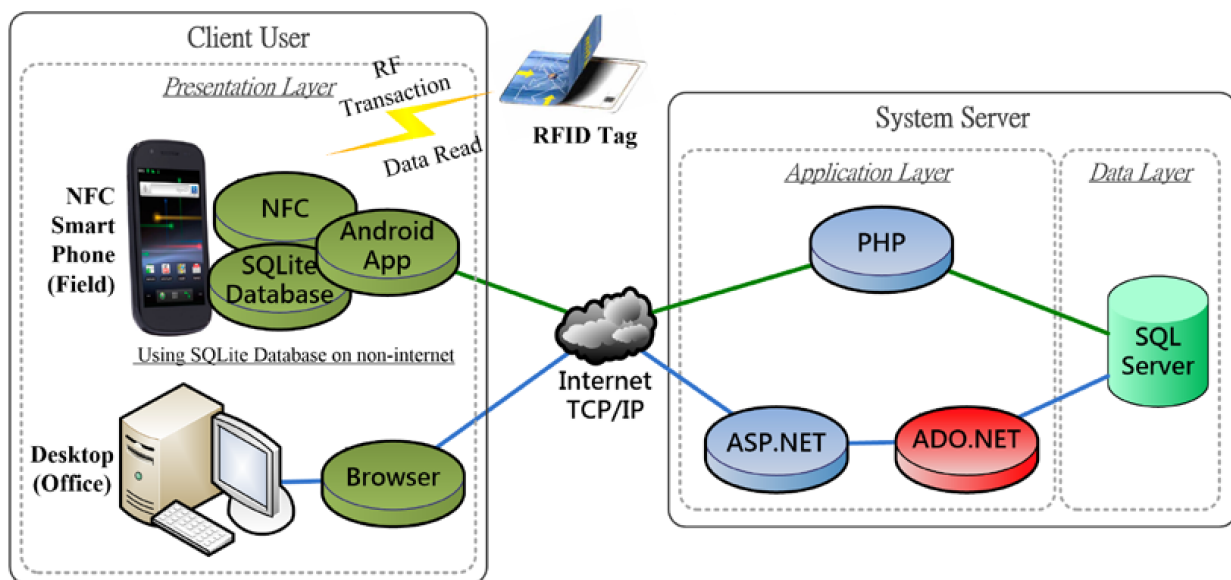 Client User
Presentation Layer
RF
Transaction
Data Read
RFID Tag
NFC
Smart
Phone
(Field)
NFC
Android
App
SQLite
Database
Using SQLite Database on non-internet
Desktop
(Office)
Browser
Internet
TCP/IP
System Server
Application Layer
Data Layer
PHP
SQL
Server
ASP.NET
ADO.NET